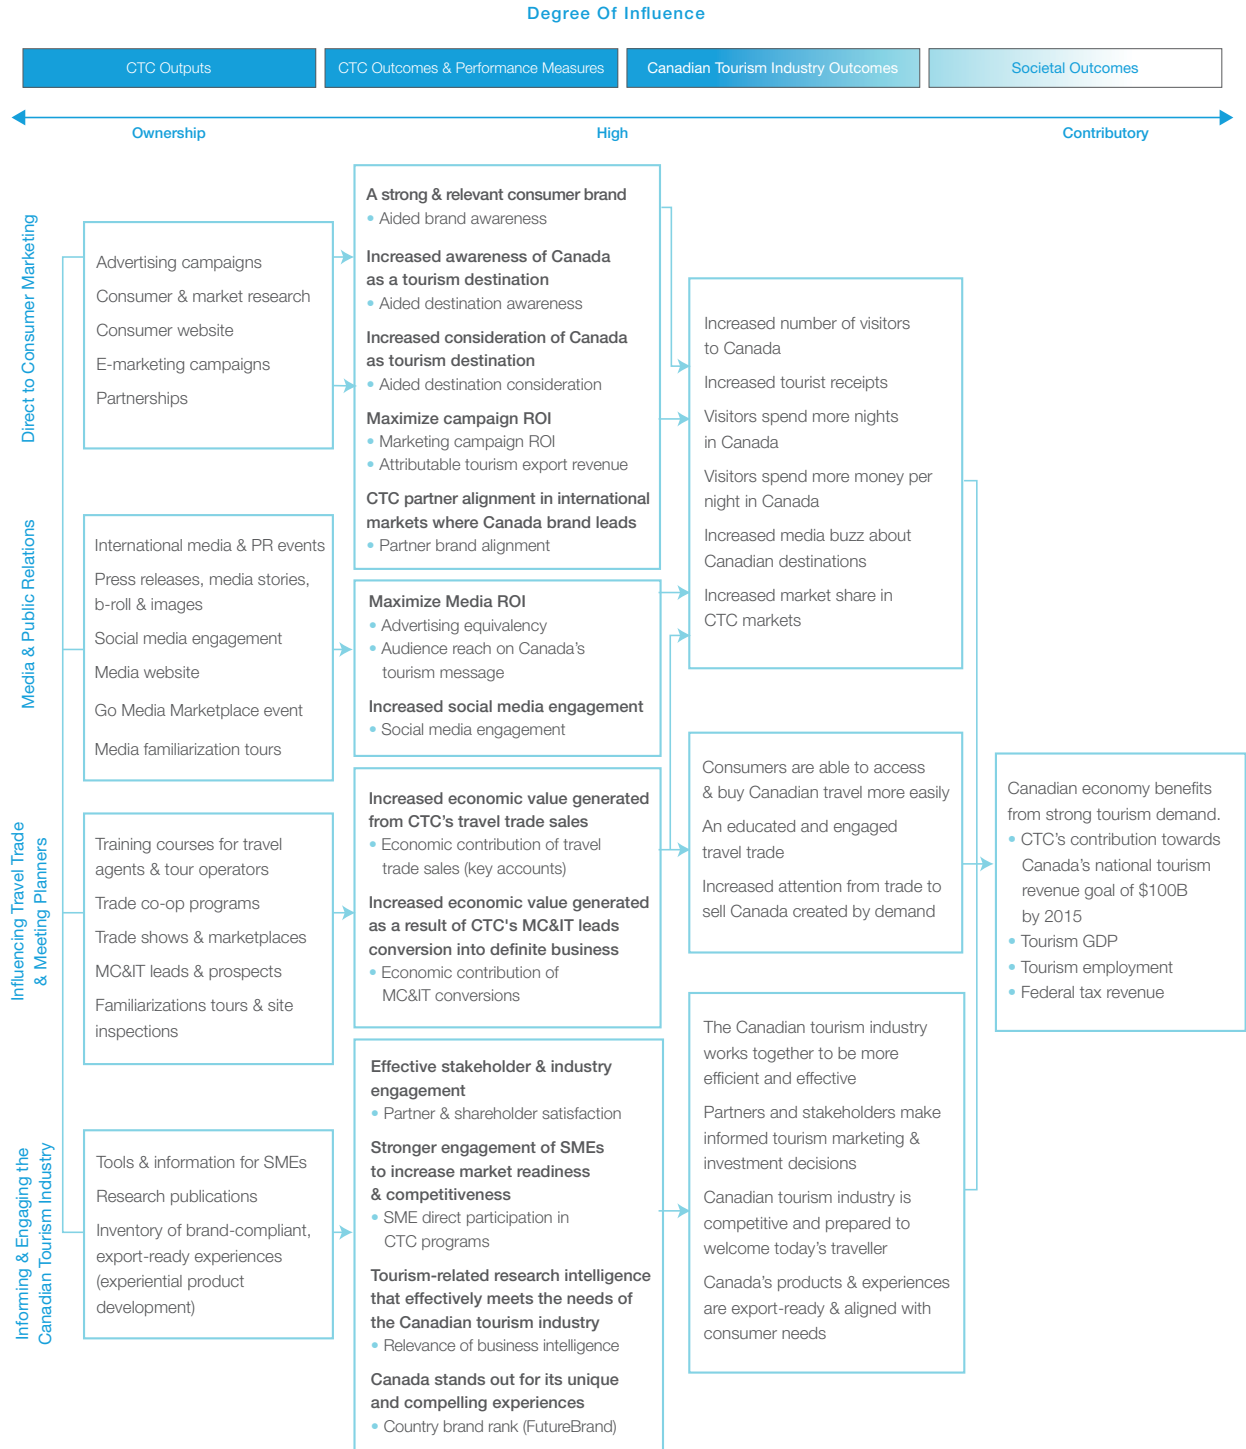 Degree Of Influence
CTC Outputs
CTC Outcomes & Performance Measures
Canadian Tourism Industry Outcomes
Societal Outcomes
Ownership
High
Contributory
Direct to Consumer Marketing
Advertising campaigns
Consumer & market research
Consumer website
E-marketing campaigns
Partnerships
A strong & relevant consumer brand
• Aided brand awareness
Increased awareness of Canada
as a tourism destination
• Aided destination awareness
Increased consideration of Canada
as tourism destination
• Aided destination consideration
Maximize campaign ROI
• Marketing campaign ROI
• Attributable tourism export revenue
CTC partner alignment in international
markets where Canada brand leads
• Partner brand alignment
Increased number of visitors
to Canada
Increased tourist receipts
Visitors spend more nights
in Canada
Visitors spend more money per
night in Canada
Increased media buzz about
Canadian destinations
Increased market share in
CTC markets
Media & Public Relations
International media & PR events
Press releases, media stories,
b-roll & images
Social media engagement
Media website
Go Media Marketplace event
Media familiarization tours
Maximize Media ROI
• Advertising equivalency
• Audience reach on Canada’s
tourism message
Increased social media engagement
• Social media engagement
Influencing Travel Trade
& Meeting Planners
Training courses for travel
agents & tour operators
Trade co-op programs
Trade shows & marketplaces
MC&IT leads & prospects
Familiarizations tours & site
inspections
Increased economic value generated
from CTC’s travel trade sales
• Economic contribution of travel
trade sales (key accounts)
Increased economic value generated
as a result of CTC's MC&IT leads
conversion into definite business
• Economic contribution of
MC&IT conversions
Consumers are able to access
& buy Canadian travel more easily
An educated and engaged
travel trade
Increased attention from trade to
sell Canada created by demand
Canadian economy benefits
from strong tourism demand.
• CTC’s contribution towards
Canada’s national tourism
revenue goal of $100B
by 2015
• Tourism GDP
• Tourism employment
• Federal tax revenue
Informing & Engaging the
Canadian Tourism Industry
Tools & information for SMEs
Research publications
Inventory of brand-compliant,
export-ready experiences
(experiential product
development)
Effective stakeholder & industry
engagement
• Partner & shareholder satisfaction
Stronger engagement of SMEs
to increase market readiness
& competitiveness
• SME direct participation in
CTC programs
Tourism-related research intelligence
that effectively meets the needs of
the Canadian tourism industry
• Relevance of business intelligence
Canada stands out for its unique
and compelling experiences
• Country brand rank (FutureBrand)
The Canadian tourism industry
works together to be more
efficient and effective
Partners and stakeholders make
informed tourism marketing &
investment decisions
Canadian tourism industry is
competitive and prepared to
welcome today’s traveller
Canada’s products & experiences
are export-ready & aligned with
consumer needs